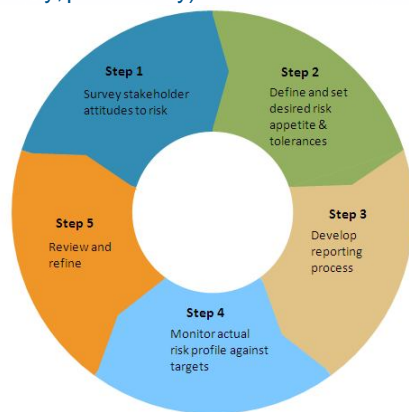 Step 1
Survey stakeholder
attitudes to risk
Step 2
Define and set
desired risk
appetite &
tolerances
Step 3
Develop
reporting
process
Step 4
Monitor actual
risk profile against
targets
Step 5
Review and
refine